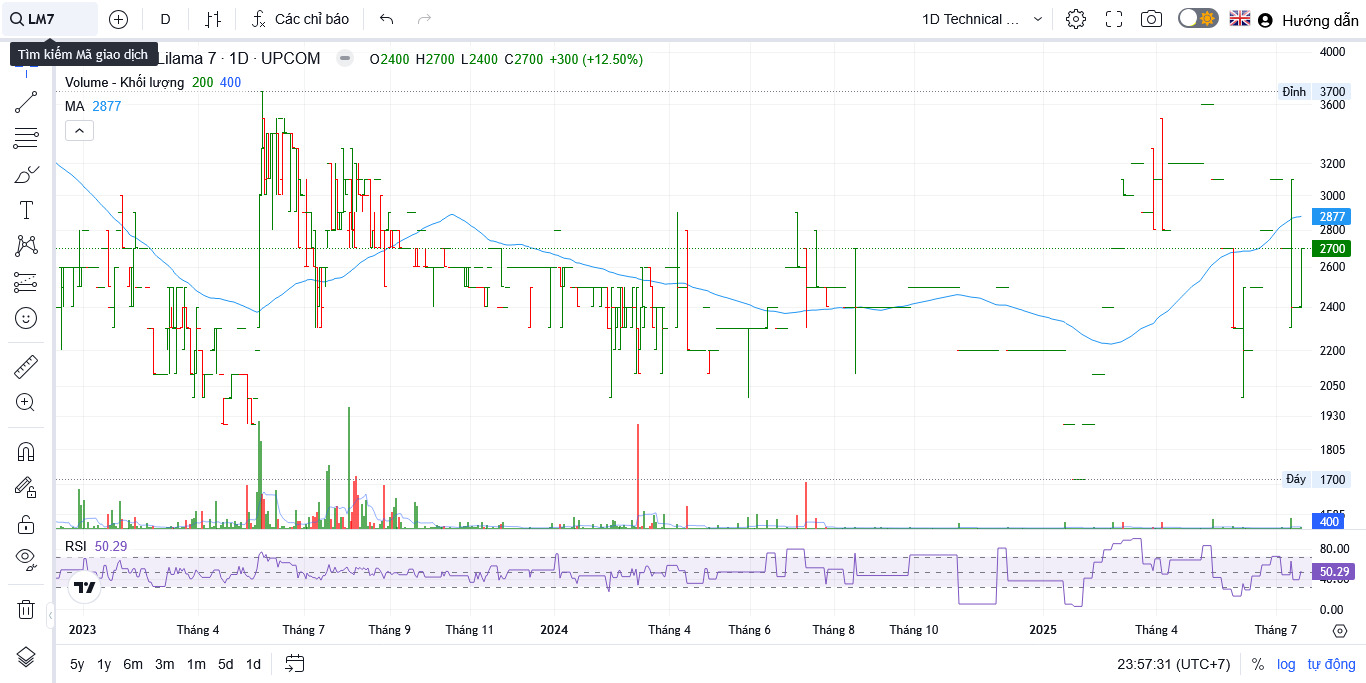 LM7
D
Các chỉ báo
1D Technical ...
Hướng dẫn
Tìm kiếm Mã giao dịch
Lilama 7 · 1D · UPCOM
O2400 H2700 L2400 C2700 +300 (+12.50%)
Volume - Khối lượng 200 400
MA 2877
4000
Đỉnh 3700
3600
3200
3000
2877
2800
2700
2600
2400
2200
2050
1930
1805
Đáy 1700
400
RSI 50.29
80.00
50.29
40.00
0.00
2023 Tháng 4 Tháng 7 Tháng 9 Tháng 11 2024 Tháng 4 Tháng 6 Tháng 8 Tháng 10 2025 Tháng 4 Tháng 7
5y 1y 6m 3m 1m 5d 1d
23:57:31 (UTC+7) % log tự động